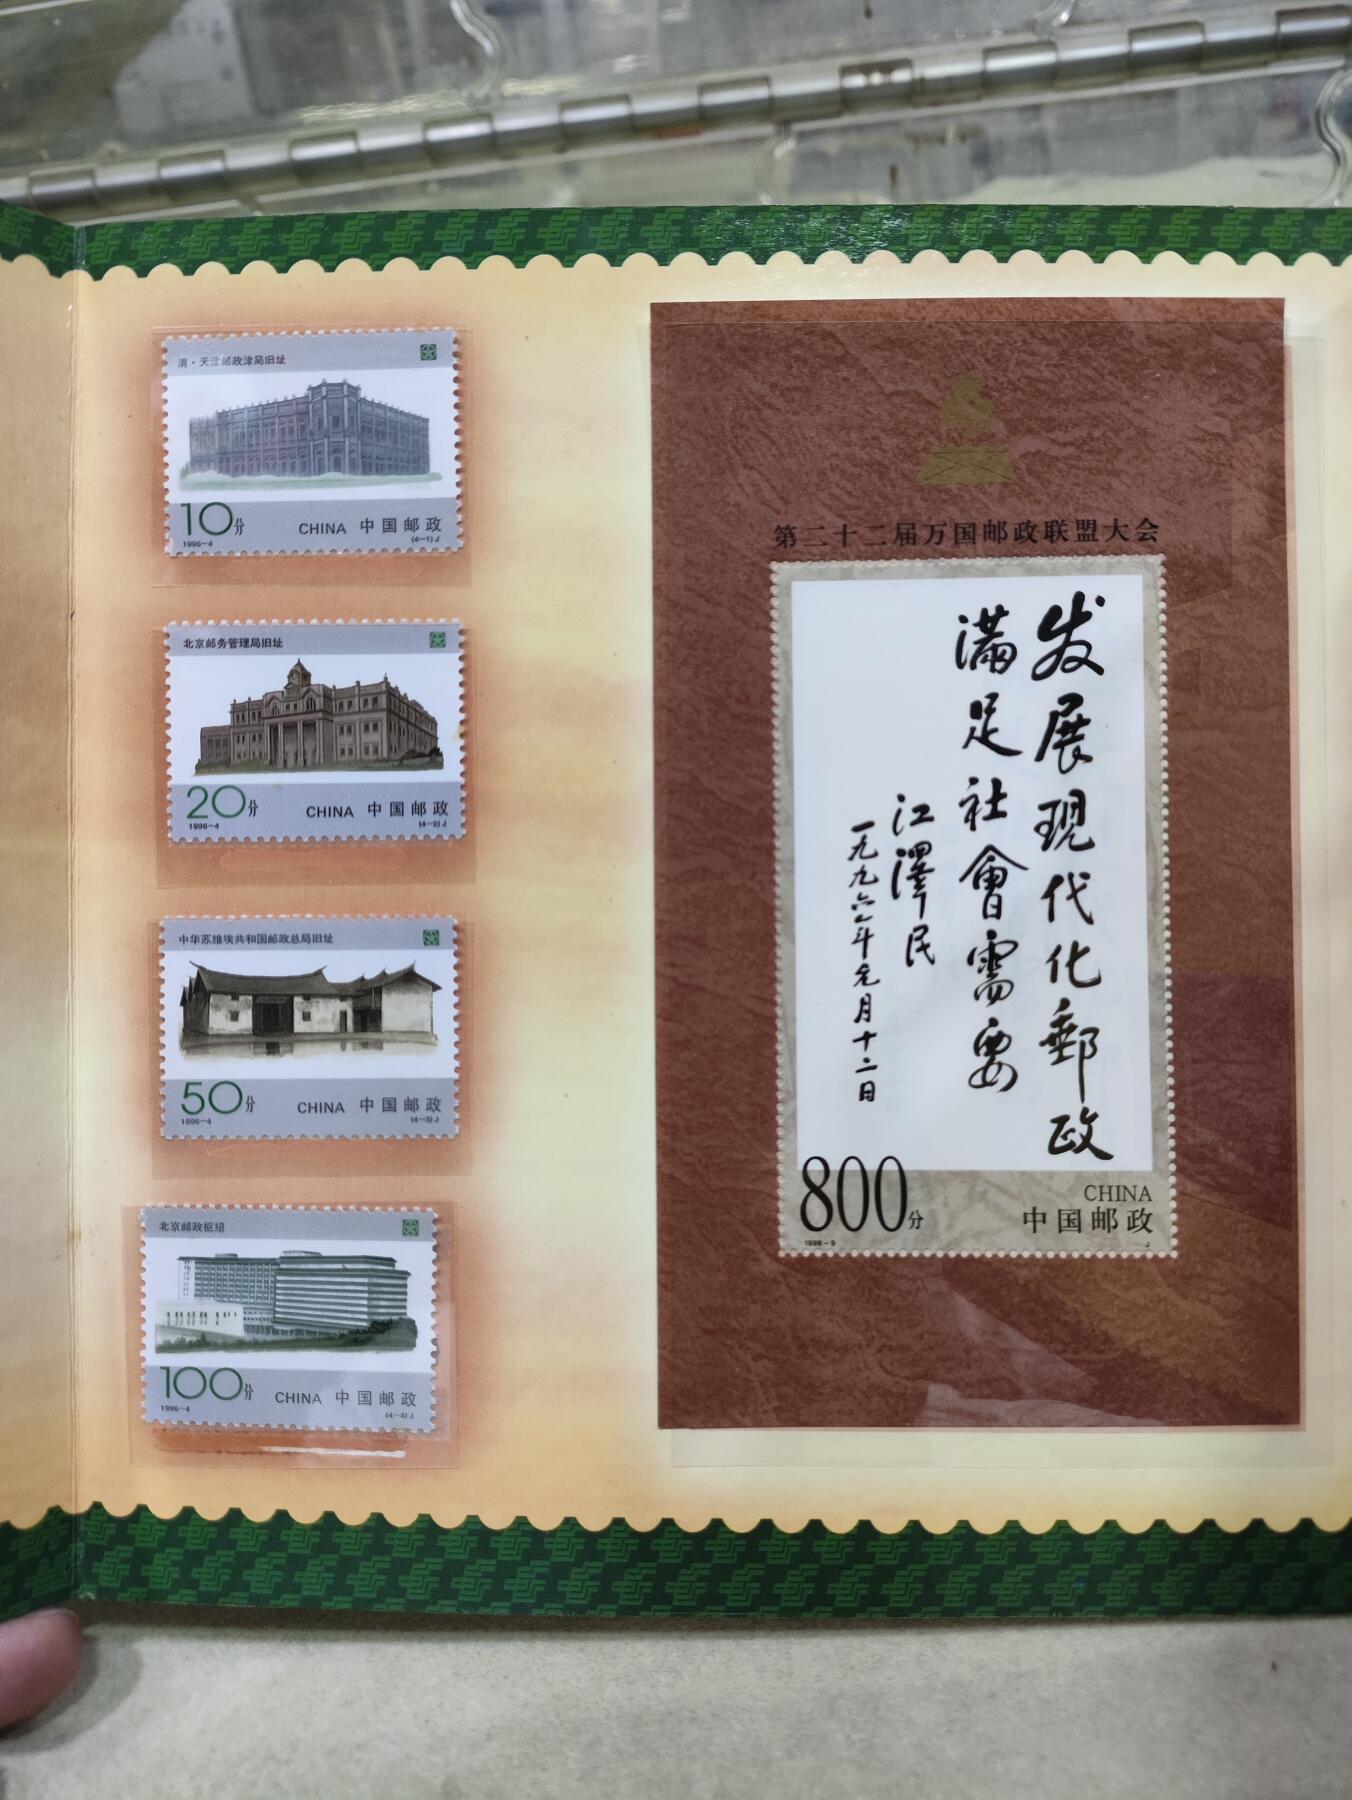 清·天津邮政津局旧址
10分
CHINA 中国邮政
1996-4
(4-1)J
北京邮务管理局旧址
20分
CHINA 中国邮政
1996-4
(4-2)J
中华苏维埃共和国邮政总局旧址
50分
CHINA 中国邮政
1996-4
(4-3)J
北京邮政枢纽
100分
CHINA 中国邮政
1996-4
(4-4)J
第二十二届万国邮政联盟大会
发展现代化郵政
满足社會需要
江泽民
一九九六年元月十二日
800分
CHINA
中国邮政
1999-9
J